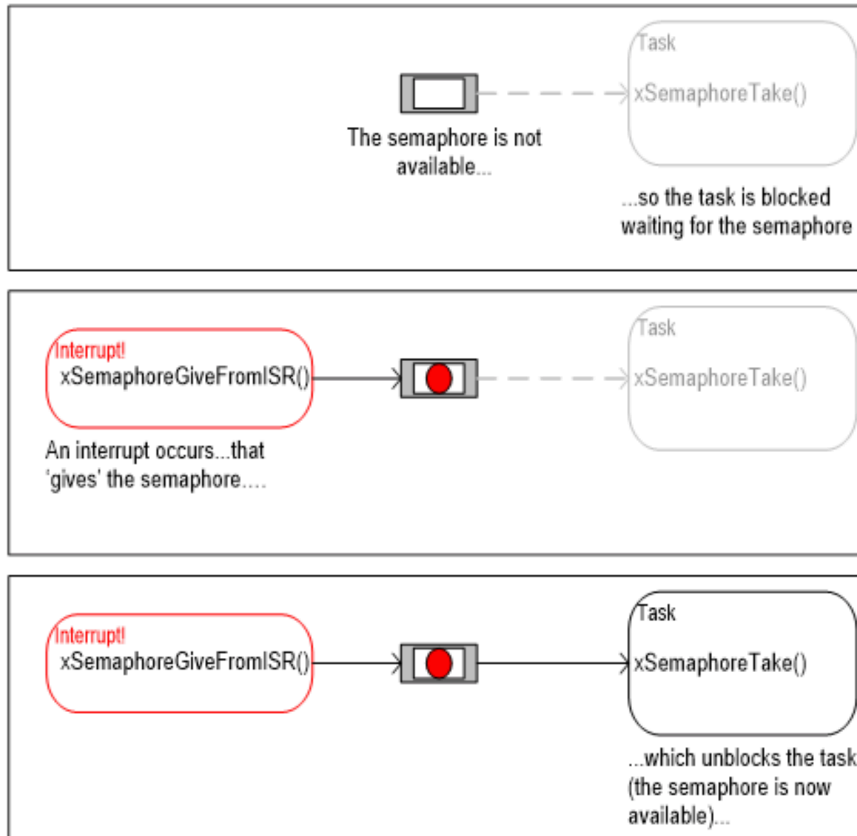 Task
xSemaphoreTake()
The semaphore is not
available...
...so the task is blocked
waiting for the semaphore
Interrupt!
xSemaphoreGiveFromISR()
Task
xSemaphoreTake()
An interrupt occurs...that
'gives' the semaphore....
Interrupt!
xSemaphoreGiveFromISR()
Task
xSemaphoreTake()
...which unblocks the task
(the semaphore is now
available)...